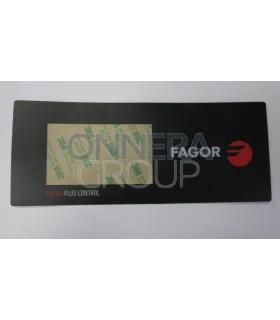 ONNERA
GROUP
FAGOR
PLUS CONTROL